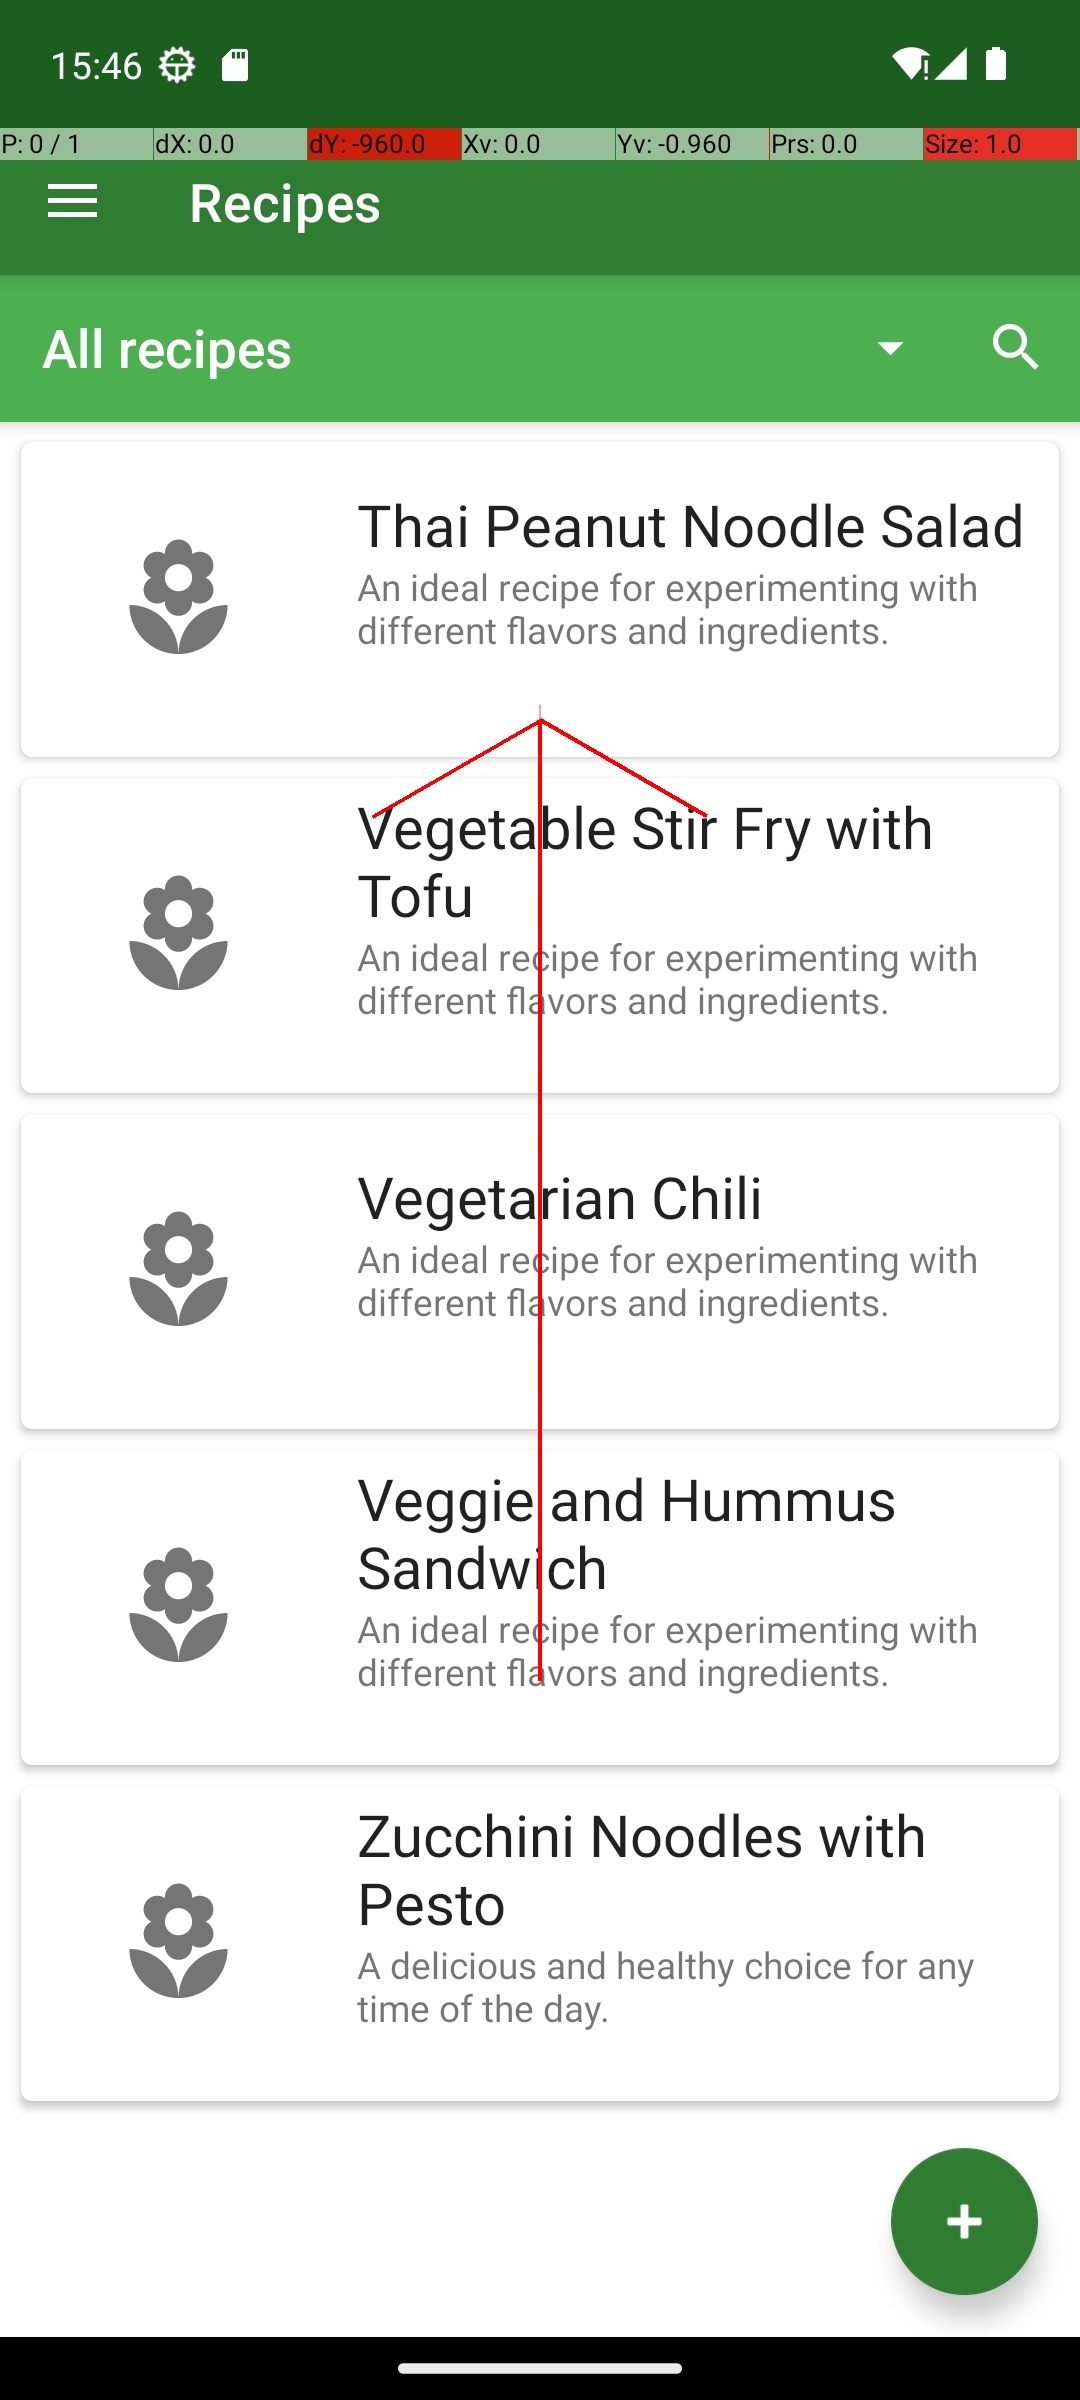 15:46
P: 0 / 1 dX: 0.0 dY: -960.0 Xv: 0.0 Yv: -0.960 Prs: 0.0 Size: 1.0
Recipes
All recipes
Thai Peanut Noodle Salad
An ideal recipe for experimenting with
different flavors and ingredients.
Vegetable Stir Fry with
Tofu
An ideal recipe for experimenting with
different flavors and ingredients.
Vegetarian Chili
An ideal recipe for experimenting with
different flavors and ingredients.
Veggie and Hummus
Sandwich
An ideal recipe for experimenting with
different flavors and ingredients.
Zucchini Noodles with
Pesto
A delicious and healthy choice for any
time of the day.